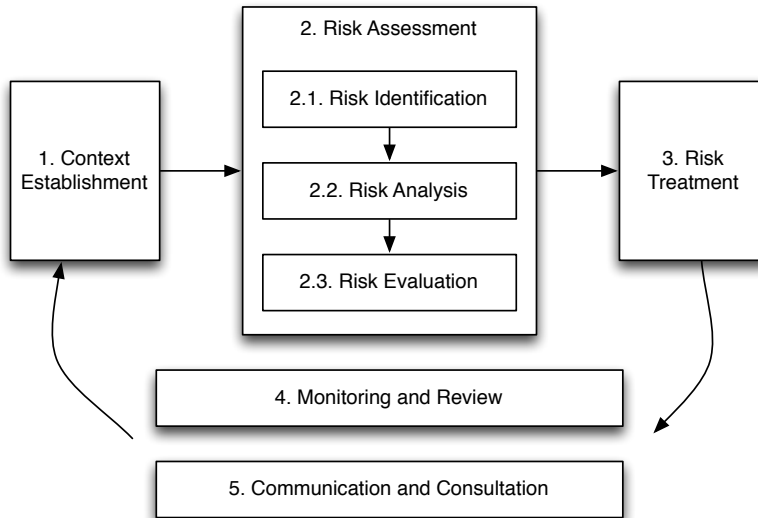 2. Risk Assessment
2.1. Risk Identification
1. Context
Establishment
2.2. Risk Analysis
3. Risk
Treatment
2.3. Risk Evaluation
4. Monitoring and Review
5. Communication and Consultation